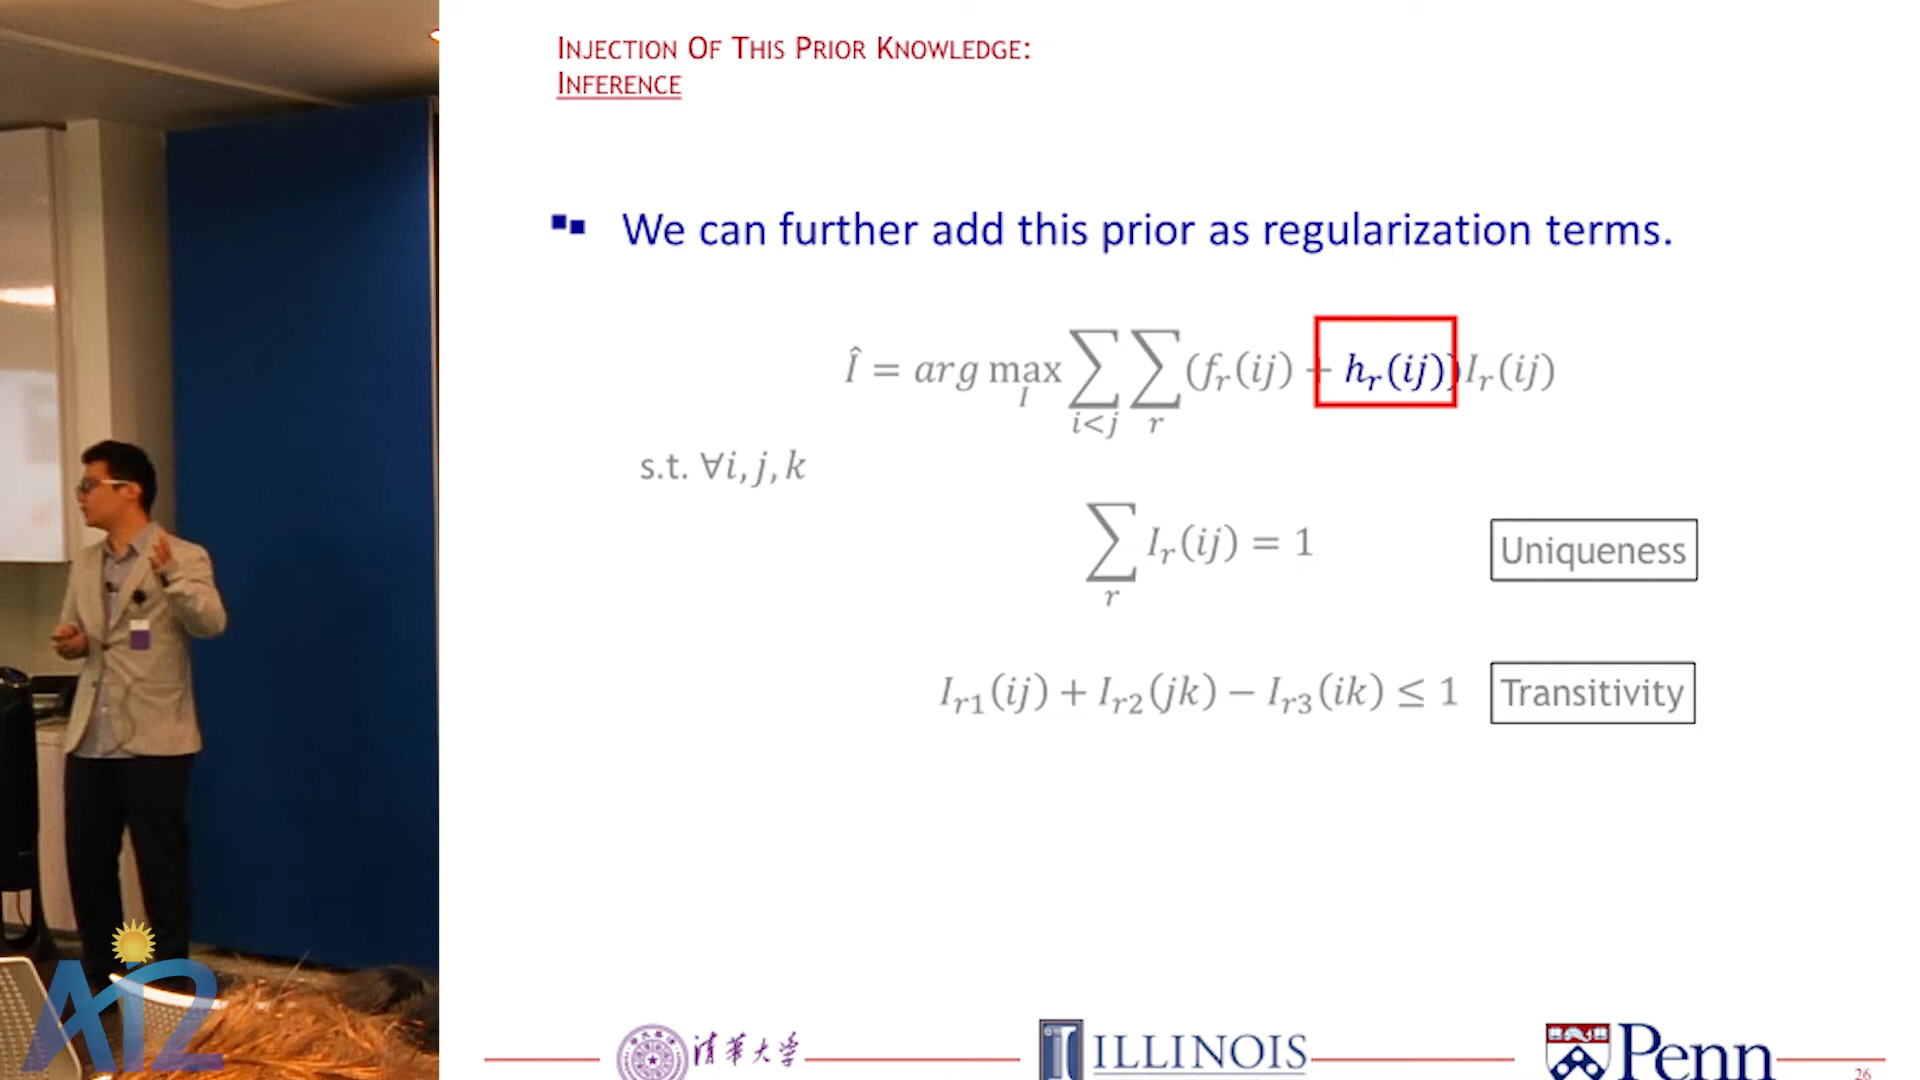 INJECTION OF THIS PRIOR KNOWLEDGE:
INFERENCE
We can further add this prior as regularization terms.
Î = arg max_I ∑_{i<j} ∑_r (f_r(ij) + h_r(ij)) I_r(ij)
s.t. ∀i, j, k
∑_r I_r(ij) = 1
Uniqueness
I_{r1}(ij) + I_{r2}(jk) − I_{r3}(ik) ≤ 1
Transitivity
AI2
清華大学
ILLINOIS
Penn
26